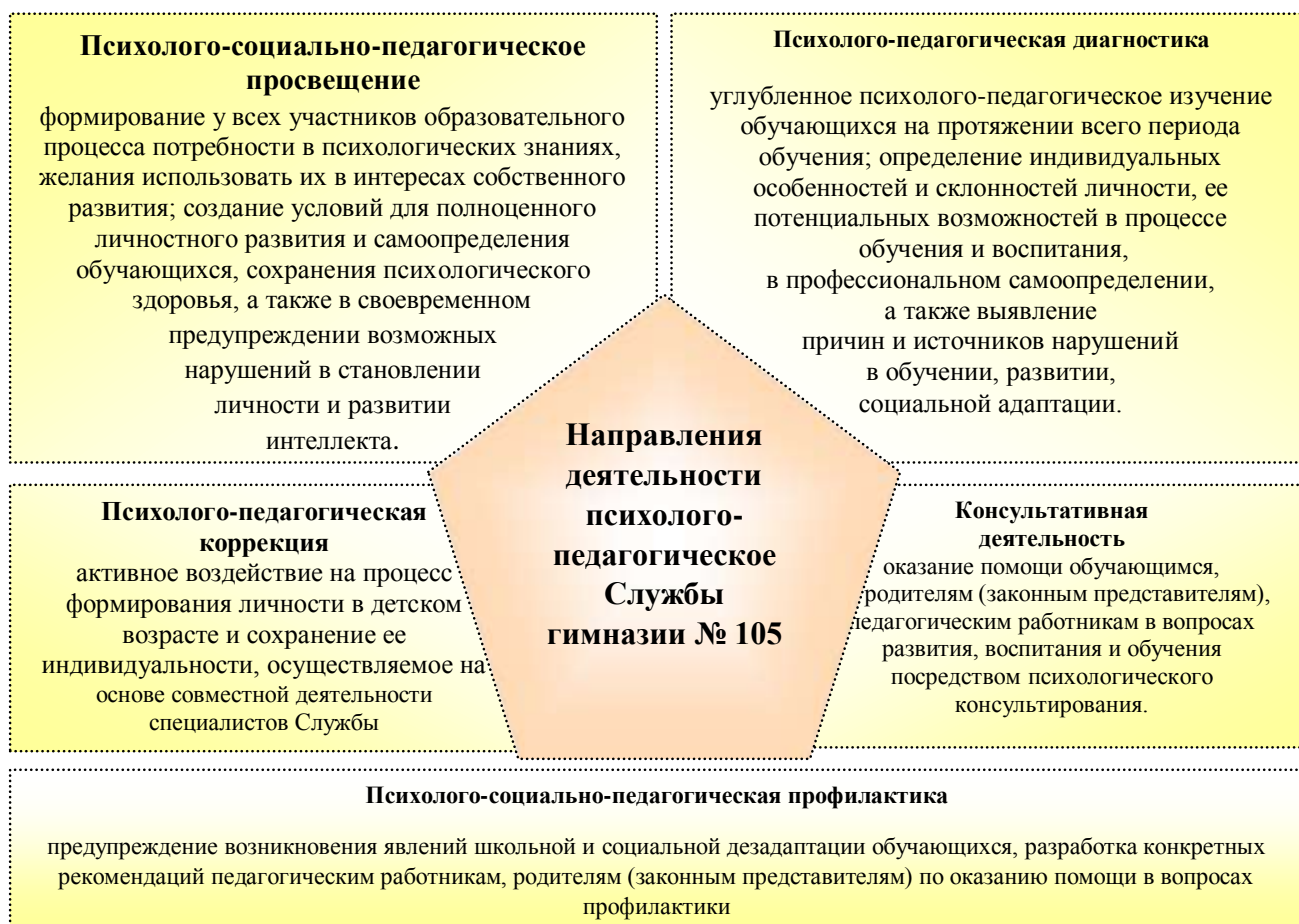 Психолого-социально-педагогическое
просвещение
формирование у всех участников образовательного
процесса потребности в психологических знаниях,
желания использовать их в интересах собственного
развития; создание условий для полноценного
личностного развития и самоопределения
обучающихся, сохранения психологического
здоровья, а также в своевременном
предупреждении возможных
нарушений в становлении
личности и развитии
интеллекта.
Психолого-педагогическая диагностика
углубленное психолого-педагогическое изучение
обучающихся на протяжении всего периода
обучения; определение индивидуальных
особенностей и склонностей личности, ее
потенциальных возможностей в процессе
обучения и воспитания,
в профессиональном самоопределении,
а также выявление
причин и источников нарушений
в обучении, развитии,
социальной адаптации.
Направления
деятельности
психолого-
педагогическое
Службы
гимназии № 105
Психолого-педагогическая
коррекция
активное воздействие на процесс
формирования личности в детском
возрасте и сохранение ее
индивидуальности, осуществляемое на
основе совместной деятельности
специалистов Службы
Консультативная
деятельность
оказание помощи обучающимся,
родителям (законным представителям),
педагогическим работникам в вопросах
развития, воспитания и обучения
посредством психологического
консультирования.
Психолого-социально-педагогическая профилактика
предупреждение возникновения явлений школьной и социальной дезадаптации обучающихся, разработка конкретных
рекомендаций педагогическим работникам, родителям (законным представителям) по оказанию помощи в вопросах
профилактики